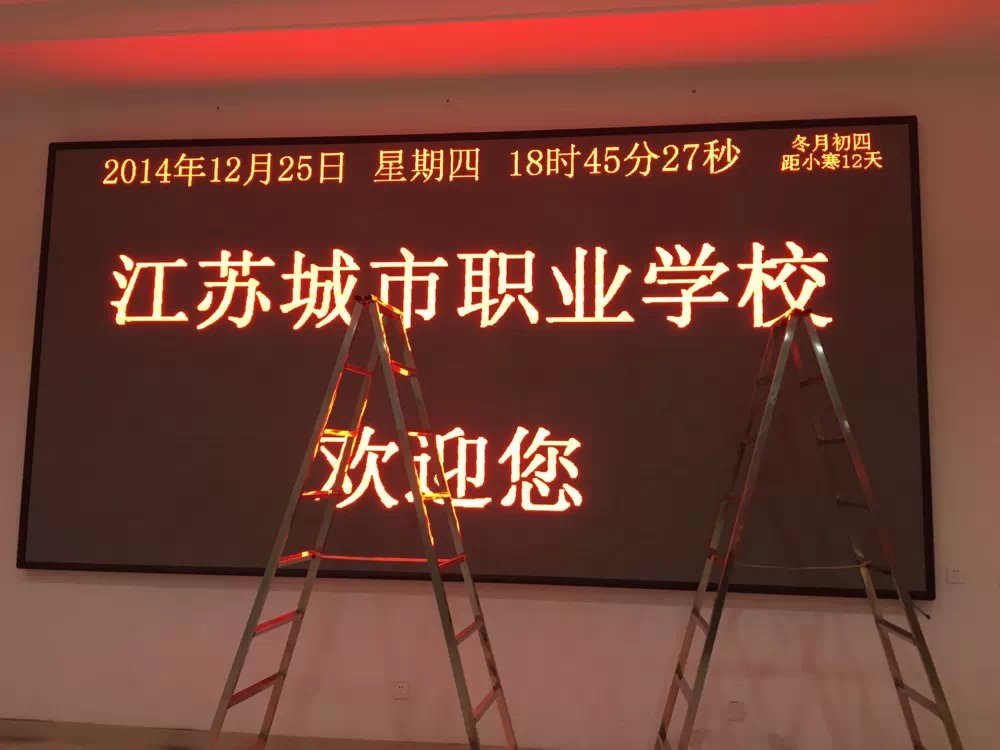 2014年12月25日 星期四 18时45分27秒
冬月初四
距小寒12天
江苏城市职业学校
欢迎您